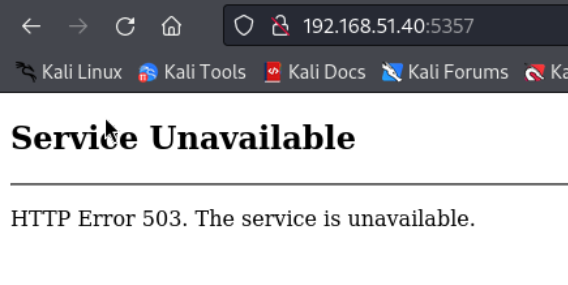 192.168.51.40:5357
Kali Linux Kali Tools Kali Docs Kali Forums Ka
Service Unavailable
HTTP Error 503. The service is unavailable.